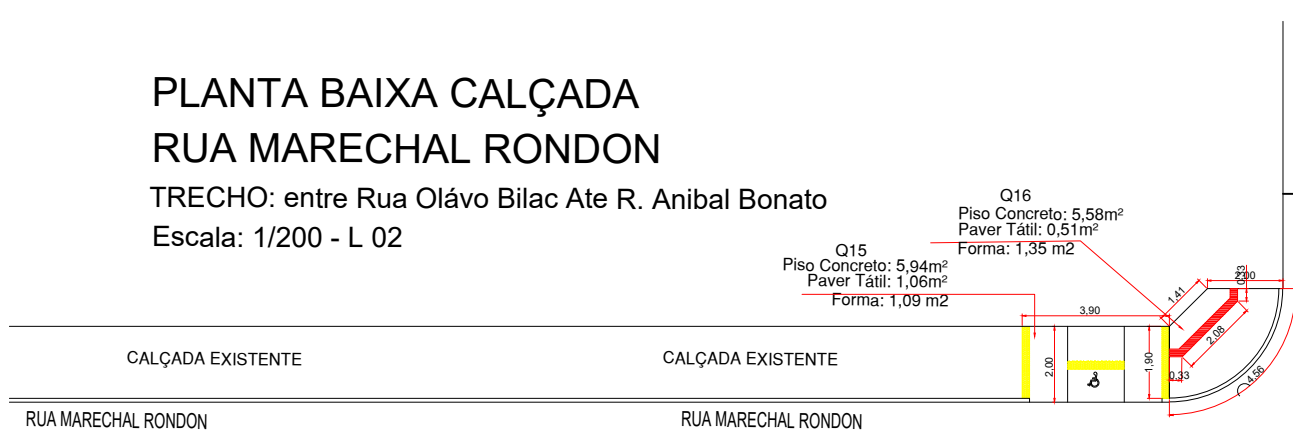 PLANTA BAIXA CALÇADA
RUA MARECHAL RONDON
TRECHO: entre Rua Olávo Bilac Ate R. Anibal Bonato
Escala: 1/200 - L 02
Q16
Piso Concreto: 5,58m²
Paver Tátil: 0,51m²
Forma: 1,35 m2
Q15
Piso Concreto: 5,94m²
Paver Tátil: 1,06m²
Forma: 1,09 m2
2,00
0,33
1,41
3,90
2,08
CALÇADA EXISTENTE
CALÇADA EXISTENTE
2,00
1,90
0,33
4,56
RUA MARECHAL RONDON
RUA MARECHAL RONDON